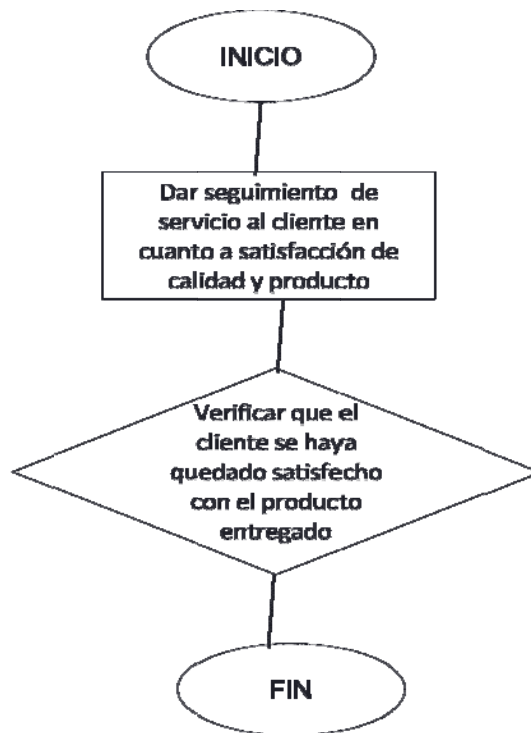 INICIO
Dar seguimiento de
servicio al cliente en
cuanto a satisfacción de
calidad y producto
Verificar que el
cliente se haya
quedado satisfecho
con el producto
entregado
FIN